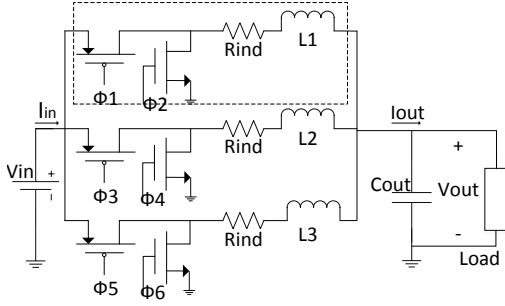 L1
Rind
Φ1
Φ2
Iin
Iout
L2
Rind
Vin
+
-
Φ3
Φ4
Cout
+
Vout
-
Load
L3
Rind
Φ5
Φ6